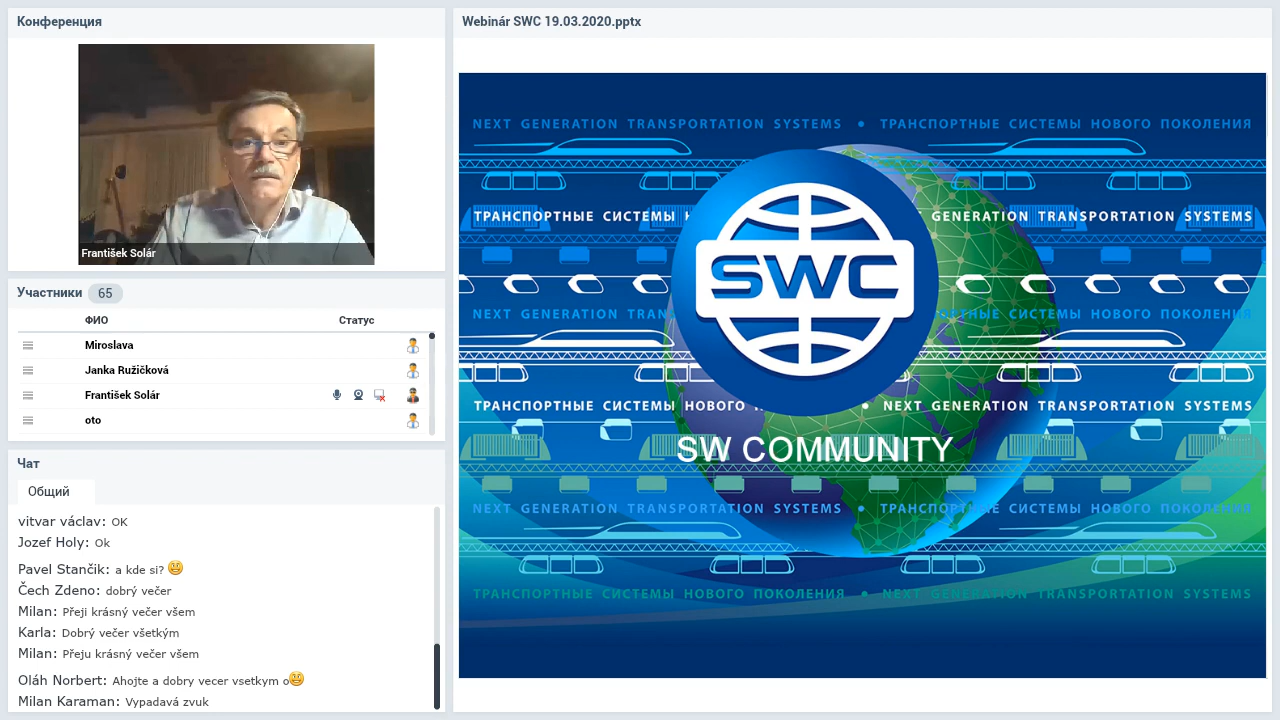 Конференция
František Solár
Участники 65
ФИО Статус
Miroslava
Janka Ružičková
František Solár
oto
Чат
Общий
vitvar václav: OK
Jozef Holy: Ok
Pavel Stančik: a kde si?
Čech Zdeno: dobrý večer
Milan: Přeji krásný večer všem
Karla: Dobrý večer všetkým
Milan: Přeju krásný večer všem
Oláh Norbert: Ahojte a dobry vecer vsetkym o
Milan Karaman: Vypadavá zvuk
Webinár SWC 19.03.2020.pptx
NEXT GENERATION TRANSPORTATION SYSTEMS • ТРАНСПОРТНЫЕ СИСТЕМЫ НОВОГО ПОКОЛЕНИЯ
ТРАНСПОРТНЫЕ СИСТЕМЫ GENERATION TRANSPORTATION SYSTEMS
SWC
NEXT GENERATION TRANSPORTATION СИСТЕМЫ НОВОГО ПОКОЛЕНИЯ
ТРАНСПОРТНЫЕ СИСТЕМЫ НОВОГО • NEXT GENERATION TRANSPORTATION SYSTEMS
SW COMMUNITY
NEXT GENERATION TRANSPORTATION SYSTEMS • ТРАНСПОРТНЫЕ СИСТЕМЫ НОВОГО ПОКОЛЕНИЯ
ТРАНСПОРТНЫЕ СИСТЕМЫ НОВОГО ПОКОЛЕНИЯ • NEXT GENERATION TRANSPORTATION SYSTEMS